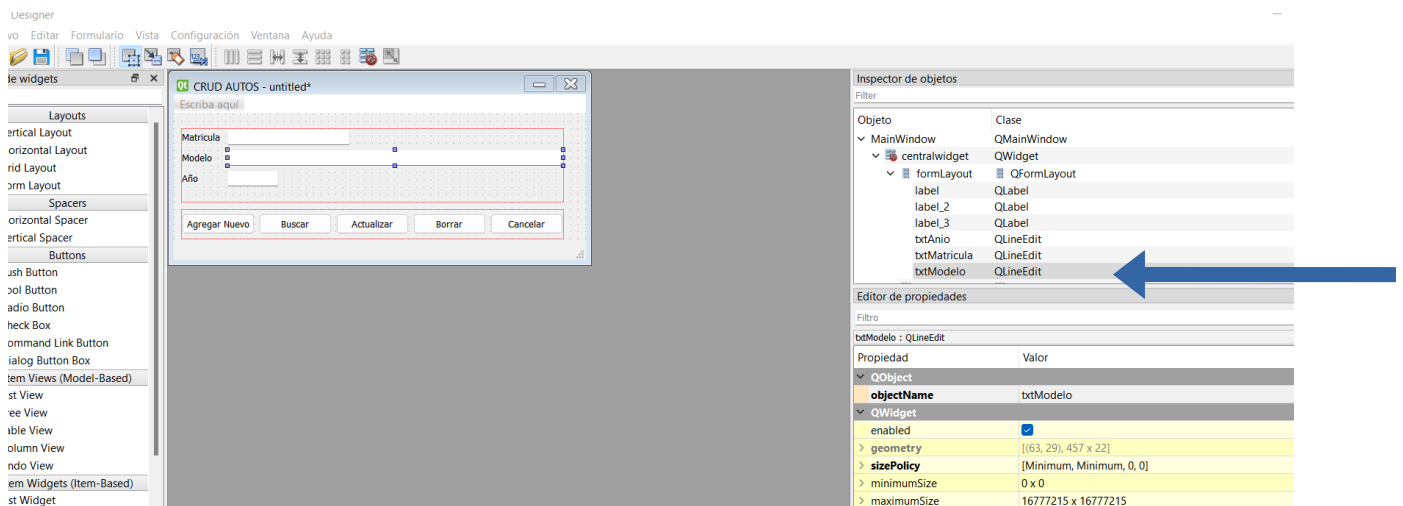 Designer
vo Editar Formulario Vista Configuración Ventana Ayuda
de widgets
Layouts
ertical Layout
orizontal Layout
rid Layout
orm Layout
Spacers
orizontal Spacer
ertical Spacer
Buttons
ush Button
ool Button
adio Button
heck Box
ommand Link Button
ialog Button Box
tem Views (Model-Based)
st View
ree View
able View
olumn View
ndo View
em Widgets (Item-Based)
st Widget
Qt CRUD AUTOS - untitled*
Escriba aquí
Matricula
Modelo
Año
Agregar Nuevo Buscar Actualizar Borrar Cancelar
Inspector de objetos
Filter
Objeto Clase
MainWindow QMainWindow
centralwidget QWidget
formLayout QFormLayout
label QLabel
label_2 QLabel
label_3 QLabel
txtAnio QLineEdit
txtMatricula QLineEdit
txtModelo QLineEdit
Editor de propiedades
Filtro
txtModelo : QLineEdit
Propiedad Valor
QObject
objectName txtModelo
QWidget
enabled
geometry [(63, 29), 457 x 22]
sizePolicy [Minimum, Minimum, 0, 0]
minimumSize 0 x 0
maximumSize 16777215 x 16777215